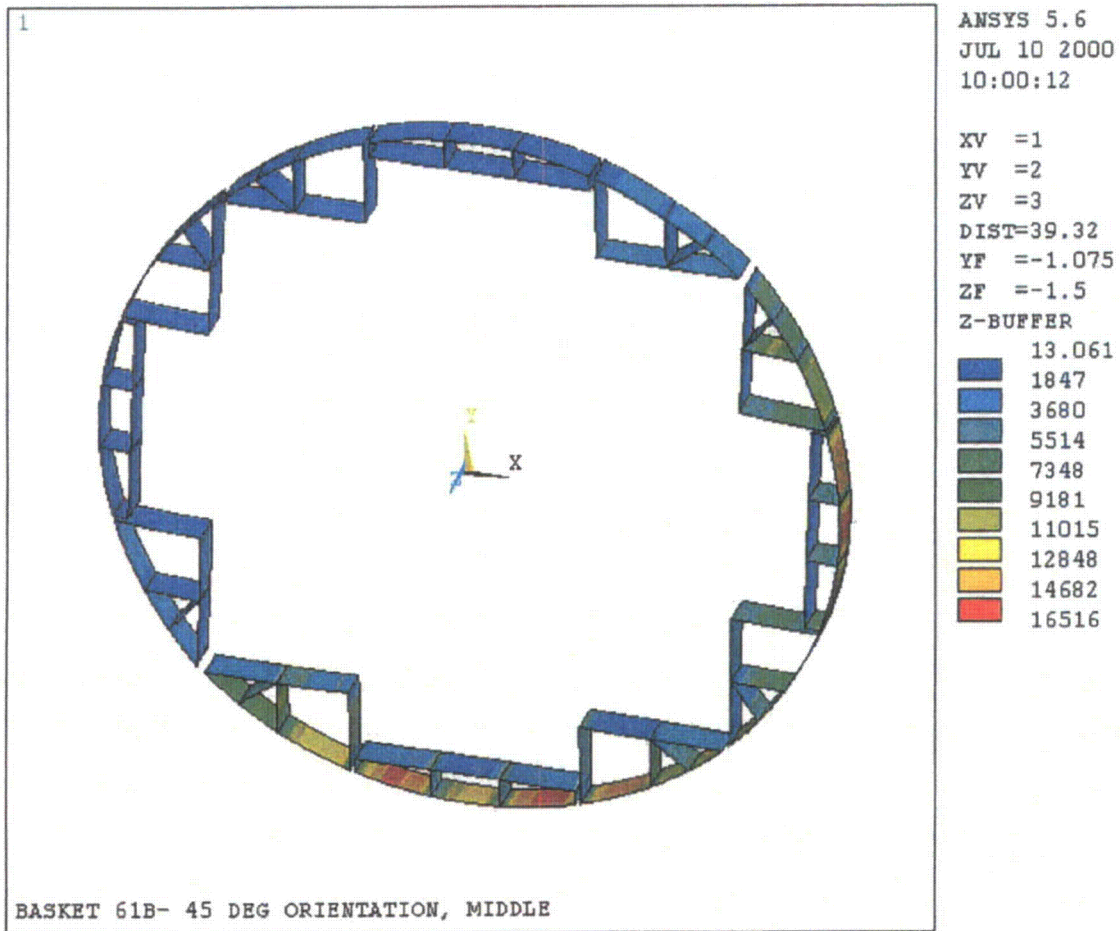 1
ANSYS 5.6
JUL 10 2000
10:00:12
XV =1
YV =2
ZV =3
DIST=39.32
YF =-1.075
ZF =-1.5
Z-BUFFER
13.061
1847
3680
5514
7348
9181
11015
12848
14682
16516
Y
X
Z
BASKET 61B- 45 DEG ORIENTATION, MIDDLE